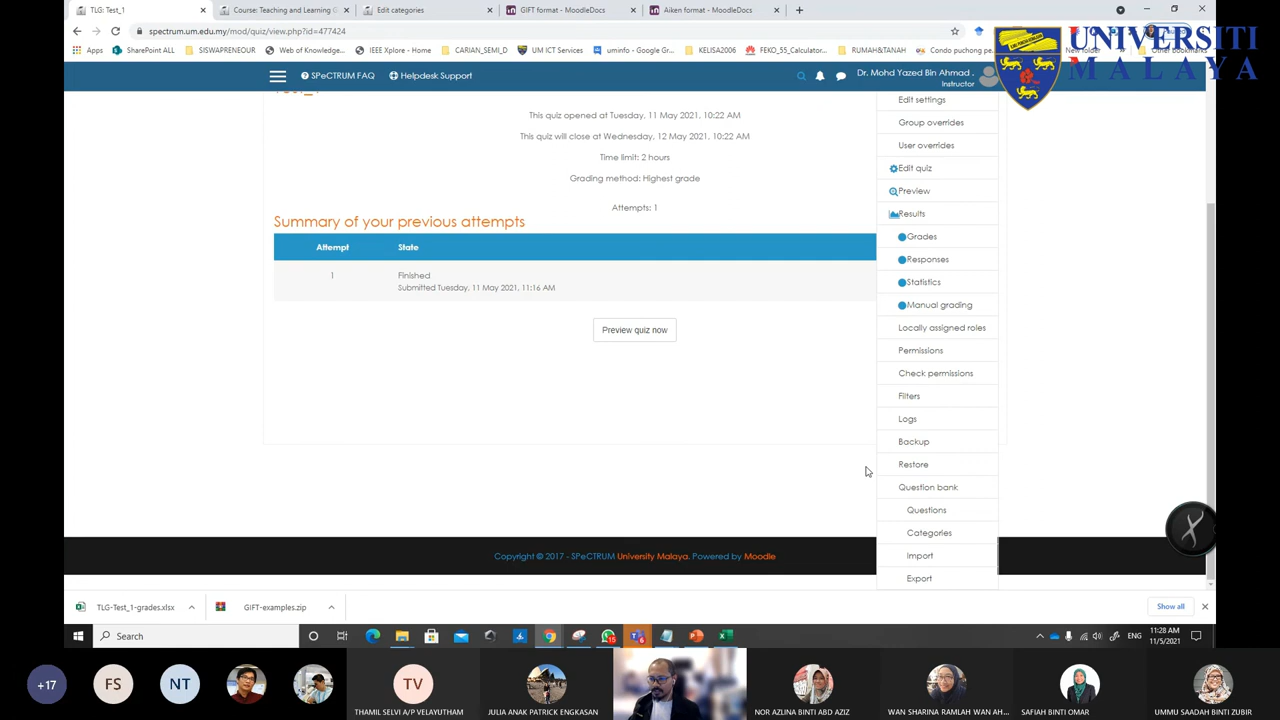 TLG: Test_1
Course: Teaching and Learning G
Edit categories
GIFT format - MoodleDocs
Aiken format - MoodleDocs
spectrum.um.edu.my/mod/quiz/view.php?id=477424
Apps
SharePoint ALL
SISWAPRENEOUR
Web of Knowledge...
IEEE Xplore - Home
CARIAN_SEMI_D
UM ICT Services
uminfo - Google Gr...
KELISA2006
FEKO_55_Calculator...
RUMAH&TANAH
Condo puchong pe...
New folder
Other bookmarks
UNIVERSITI
MALAYA
SPeCTRUM FAQ
Helpdesk Support
Dr. Mohd Yazed Bin Ahmad .
Instructor
Test_1
This quiz opened at Tuesday, 11 May 2021, 10:22 AM
This quiz will close at Wednesday, 12 May 2021, 10:22 AM
Time limit: 2 hours
Grading method: Highest grade
Attempts: 1
Summary of your previous attempts
Attempt State
1 Finished
Submitted Tuesday, 11 May 2021, 11:16 AM
Preview quiz now
Edit settings
Group overrides
User overrides
Edit quiz
Preview
Results
Grades
Responses
Statistics
Manual grading
Locally assigned roles
Permissions
Check permissions
Filters
Logs
Backup
Restore
Question bank
Questions
Categories
Import
Export
Copyright © 2017 - SPeCTRUM University Malaya. Powered by Moodle
TLG-Test_1-grades.xlsx
GIFT-examples.zip
Show all
Search
15
ENG
11:28 AM
11/5/2021
+17
FS
NT
TV
THAMIL SELVI A/P VELAYUTHAM
JULIA ANAK PATRICK ENGKASAN
NOR AZLINA BINTI ABD AZIZ
WAN SHARINA RAMLAH WAN AH...
SAFIAH BINTI OMAR
UMMU SAADAH BINTI ZUBIR